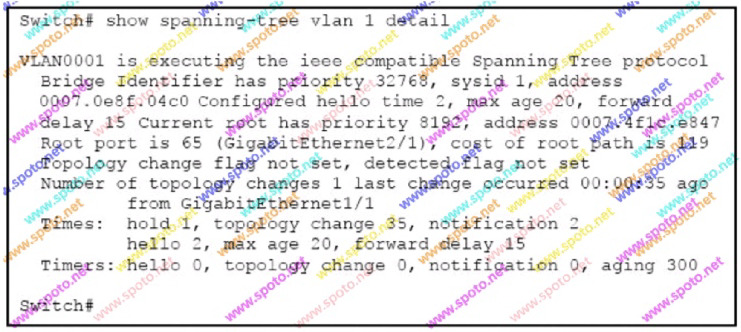 Switch# show spanning-tree vlan 1 detail
VLAN0001 is executing the ieee compatible Spanning Tree protocol
Bridge Identifier has priority 32768, sysid 1, address
0007.0e8f.04c0 Configured hello time 2, max age 20, forward
delay 15 Current root has priority 8192, address 0007.4f1c.e847
Root port is 65 (GigabitEthernet2/1), cost of root path is 119
Topology change flag not set, detected flag not set
Number of topology changes 1 last change occurred 00:00:35 ago
from GigabitEthernet1/1
Times: hold 1, topology change 35, notification 2
hello 2, max age 20, forward delay 15
Timers: hello 0, topology change 0, notification 0, aging 300
Switch#
www.spoto.net